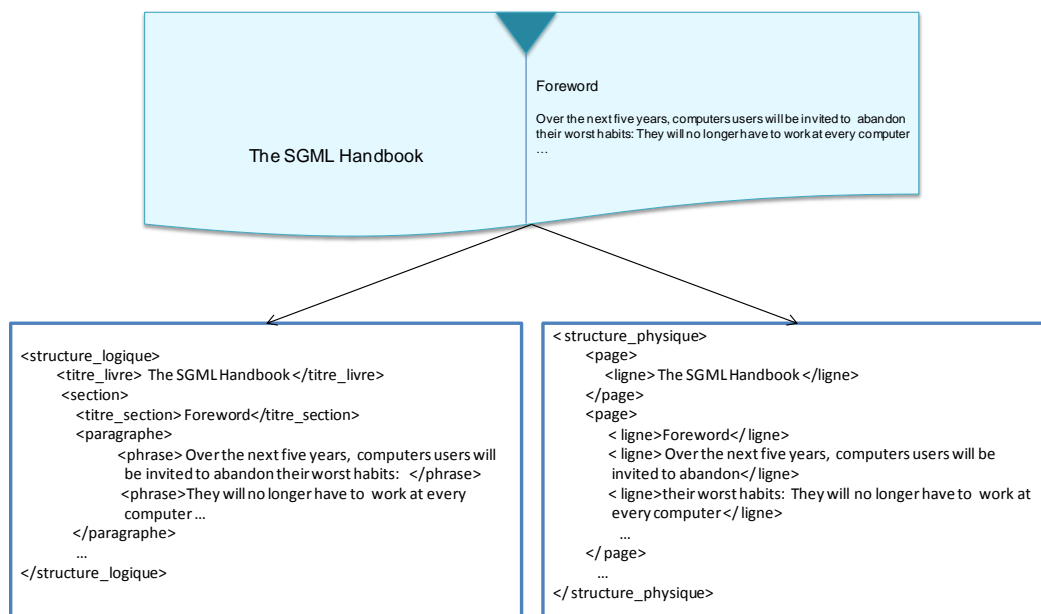 The SGML Handbook
Foreword
Over the next five years, computers users will be invited to abandon
their worst habits: They will no longer have to work at every computer
…
<structure_logique>
<titre_livre> The SGML Handbook </titre_livre>
<section>
<titre_section> Foreword</titre_section>
<paragraphe>
<phrase> Over the next five years, computers users will
be invited to abandon their worst habits: </phrase>
<phrase>They will no longer have to work at every
computer …
</paragraphe>
…
</structure_logique>
< structure_physique>
<page>
<ligne> The SGML Handbook </ligne>
</page>
<page>
< ligne>Foreword</ ligne>
< ligne> Over the next five years, computers users will be
invited to abandon</ ligne>
< ligne>their worst habits: They will no longer have to work at
every computer </ ligne>
…
</ page>
…
</ structure_physique>